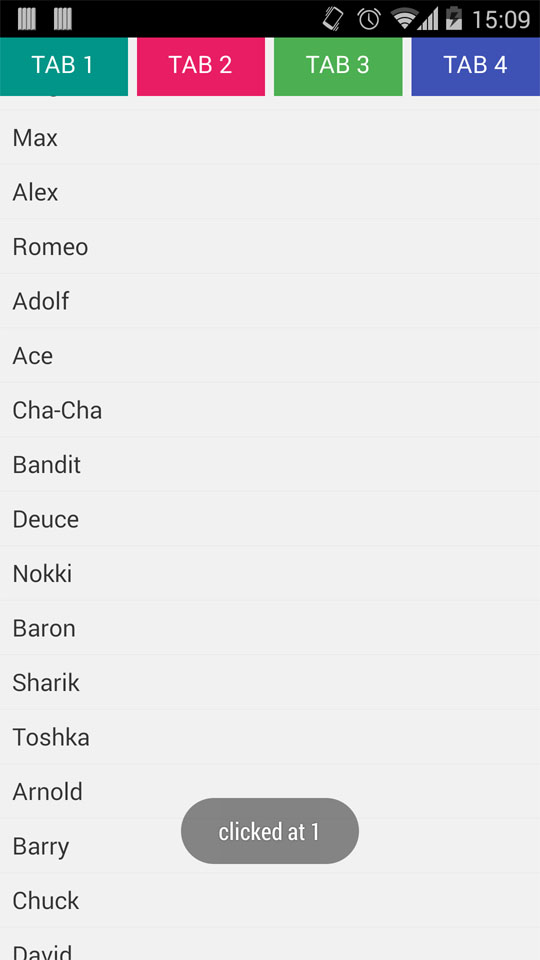 15:09
TAB 1 TAB 2 TAB 3 TAB 4
Max
Alex
Romeo
Adolf
Ace
Cha-Cha
Bandit
Deuce
Nokki
Baron
Sharik
Toshka
Arnold
clicked at 1
Barry
Chuck
David